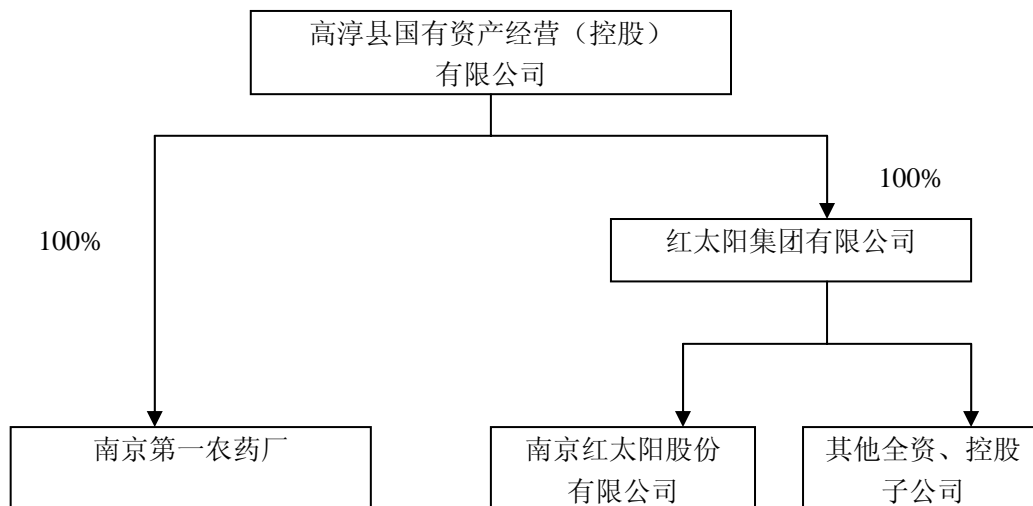 高淳县国有资产经营（控股）
有限公司
100%
100%
红太阳集团有限公司
南京第一农药厂
南京红太阳股份
有限公司
其他全资、控股
子公司